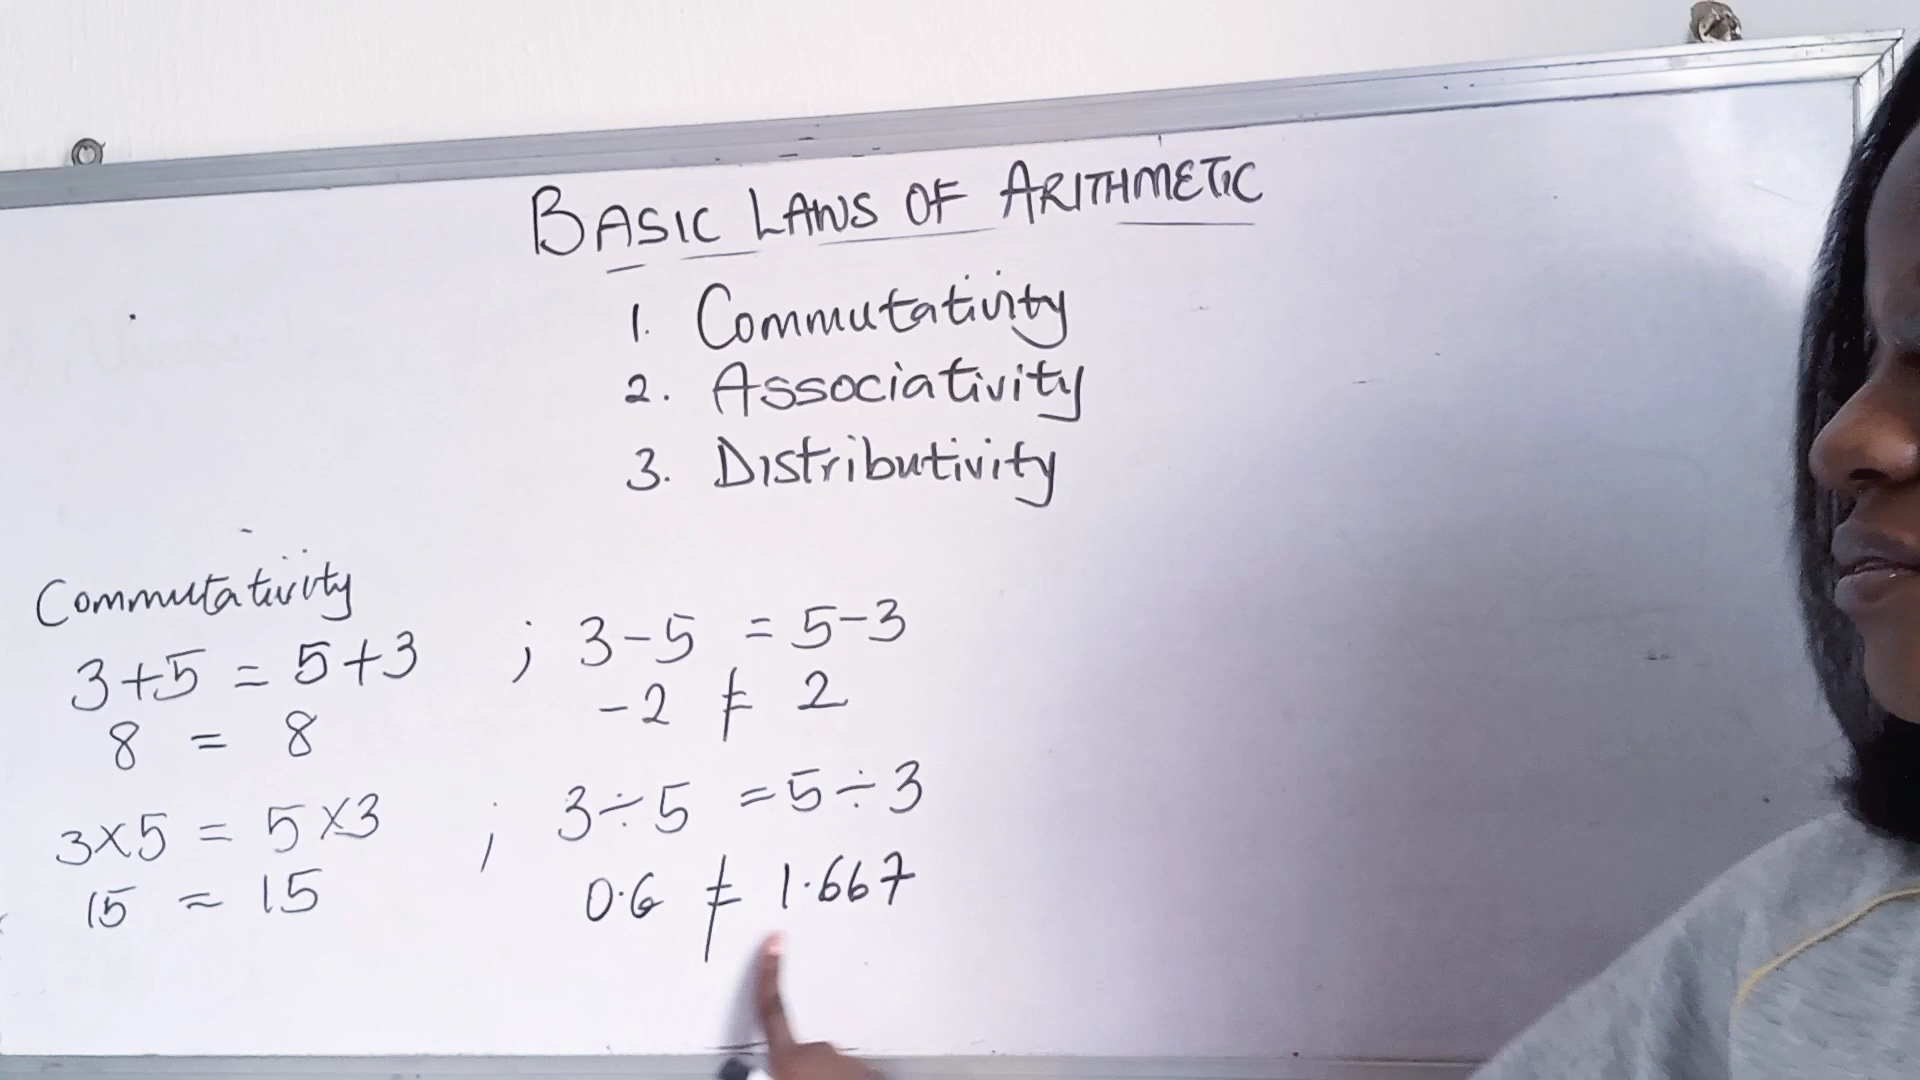 BASIC LAWS OF ARITHMETIC
1. Commutativity
2. Associativity
3. Distributivity
Commutativity
3+5 = 5+3 ; 3-5 = 5-3
8 = 8 -2 ≠ 2
3×5 = 5×3 ; 3÷5 = 5÷3
15 = 15 0.6 ≠ 1.667